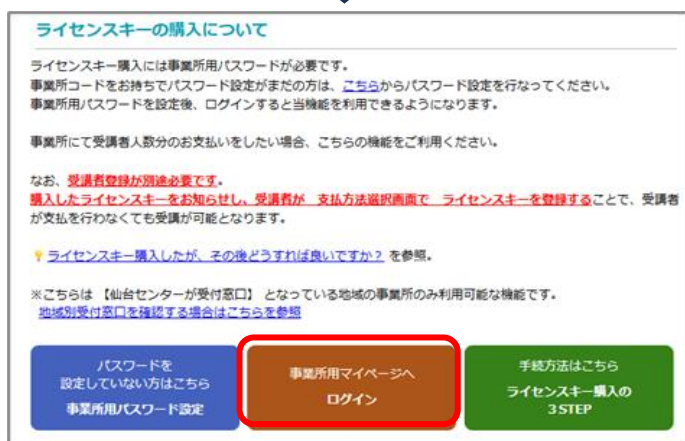 ライセンスキーの購入について
ライセンスキー購入には事業所用パスワードが必要です。
事業所コードをお持ちでパスワード設定がまだの方は、こちらからパスワード設定を行なってください。
事業所用パスワードを設定後、ログインすると当機能を利用できるようになります。
事業所にて受講者人数分のお支払いをしたい場合、こちらの機能をご利用ください。
なお、受講者登録が別途必要です。
購入したライセンスキーをお知らせし、受講者が 支払方法選択画面で ライセンスキーを登録することで、受講者
が支払を行わなくても受講が可能となります。
ライセンスキー購入したが、その後どうすれば良いですか？ を参照。
※こちらは 【仙台センターが受付窓口】 となっている地域の事業所のみ利用可能な機能です。
地域別受付窓口を確認する場合はこちらを参照
パスワードを
設定していない方はこちら
事業所用パスワード設定
事業所用マイページへ
ログイン
手続方法はこちら
ライセンスキー購入の
3 STEP